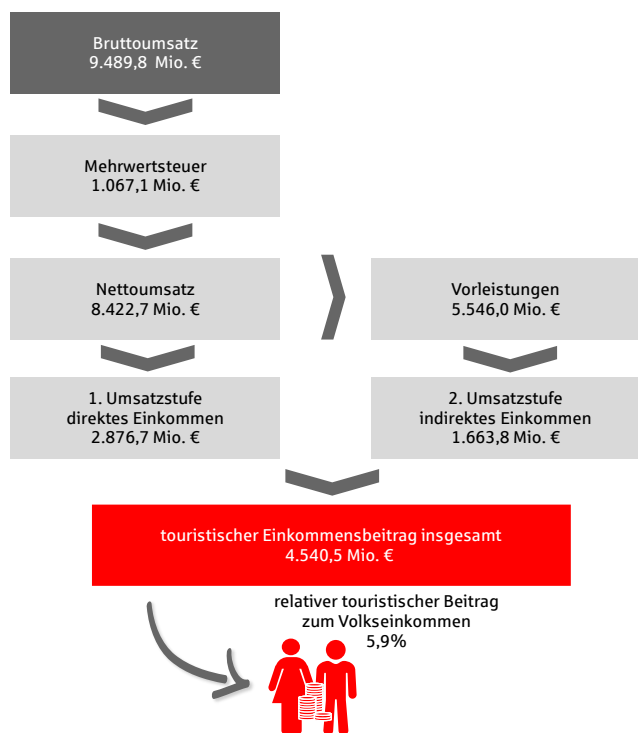 Bruttoumsatz
9.489,8 Mio. €
Mehrwertsteuer
1.067,1 Mio. €
Nettoumsatz
8.422,7 Mio. €
Vorleistungen
5.546,0 Mio. €
1. Umsatzstufe
direktes Einkommen
2.876,7 Mio. €
2. Umsatzstufe
indirektes Einkommen
1.663,8 Mio. €
touristischer Einkommensbeitrag insgesamt
4.540,5 Mio. €
relativer touristischer Beitrag
zum Volkseinkommen
5,9%